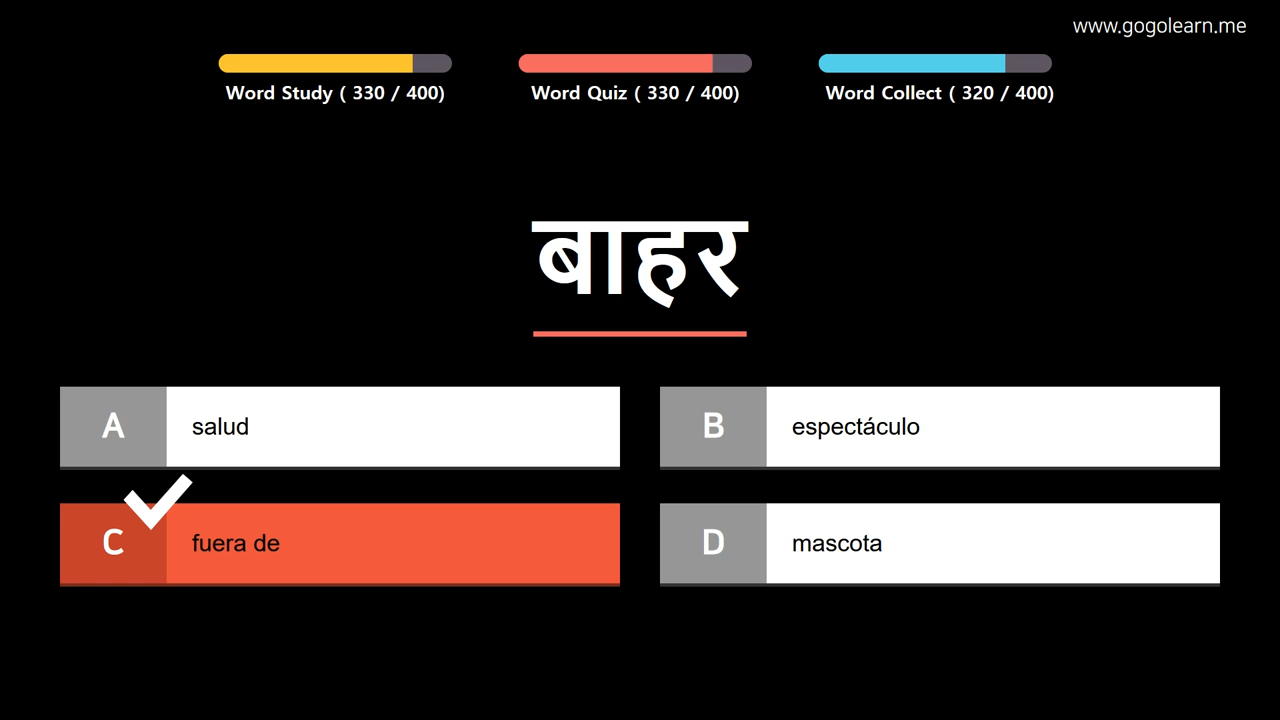 www.gogolearn.me
Word Study ( 330 / 400)
Word Quiz ( 330 / 400)
Word Collect ( 320 / 400)
बाहर
A
salud
B
espectáculo
C
fuera de
D
mascota